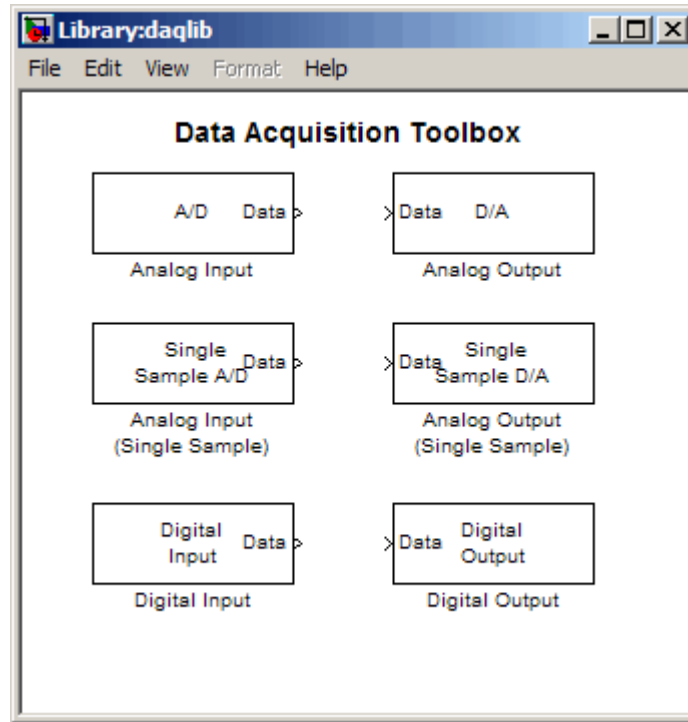 Library:daqlib
File Edit View Format Help
Data Acquisition Toolbox
A/D Data
Data D/A
Analog Input
Analog Output
Single
Sample A/D
Data
Data
Single
Sample D/A
Analog Input
(Single Sample)
Analog Output
(Single Sample)
Digital
Input
Data
Data
Digital
Output
Digital Input
Digital Output